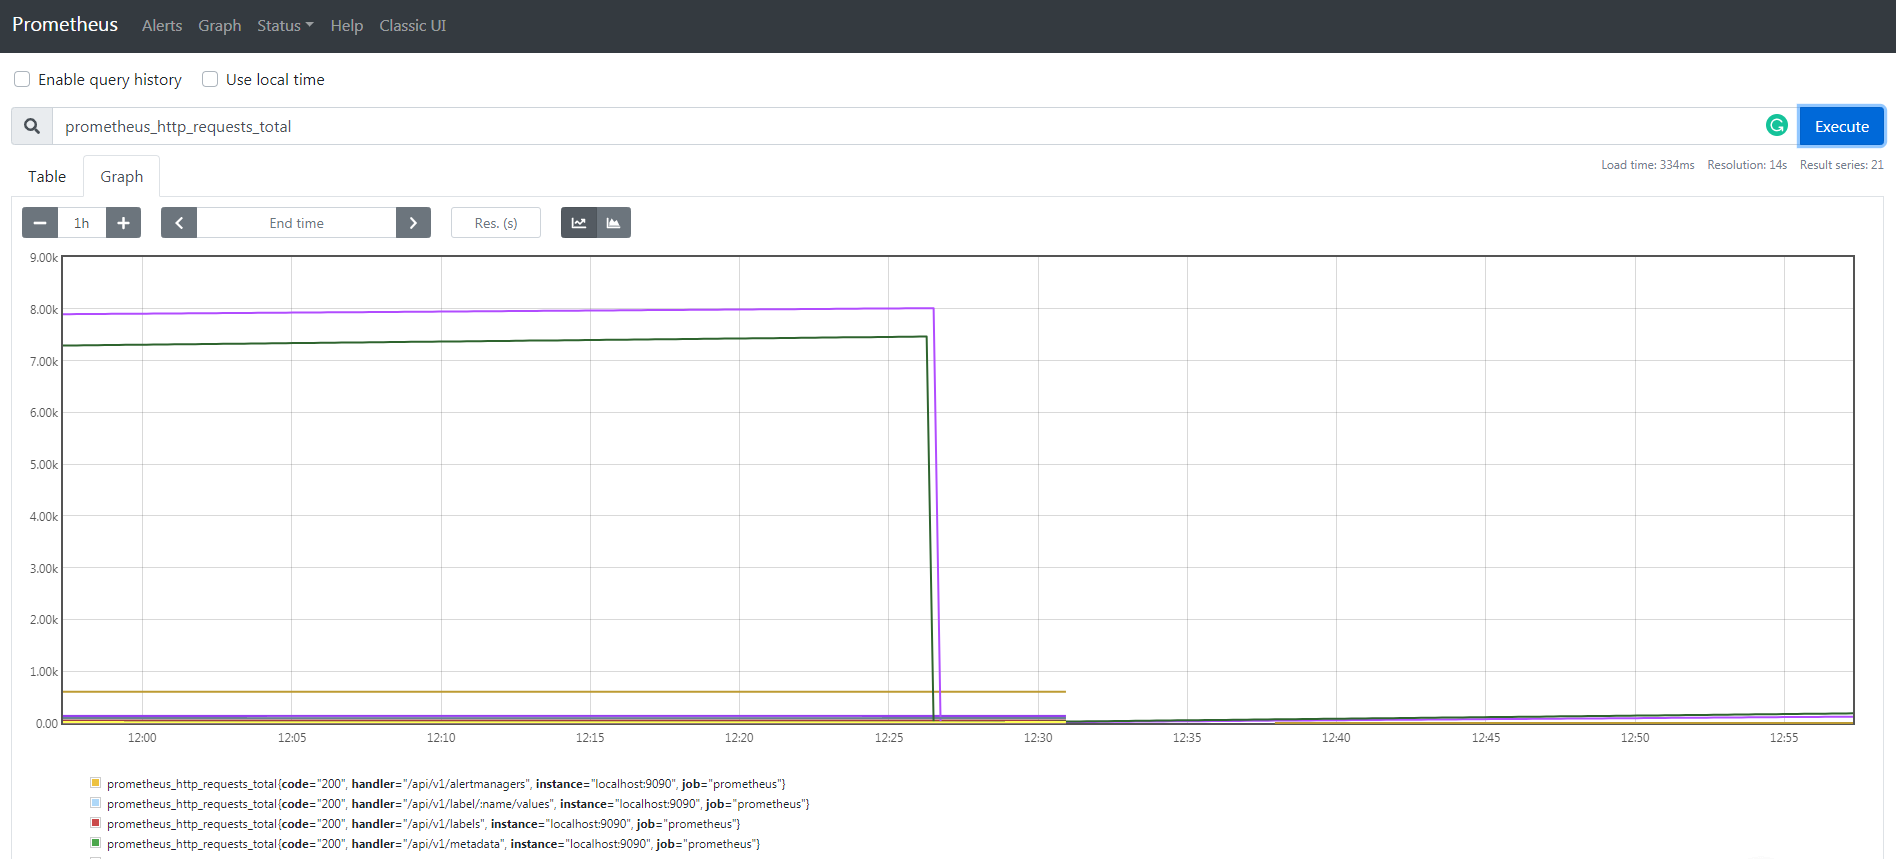 Prometheus Alerts Graph Status Help Classic UI
Enable query history Use local time
prometheus_http_requests_total Execute
Load time: 334ms Resolution: 14s Result series: 21
Table Graph
1h End time Res. (s)
9.00k
8.00k
7.00k
6.00k
5.00k
4.00k
3.00k
2.00k
1.00k
0.00
12:00 12:05 12:10 12:15 12:20 12:25 12:30 12:35 12:40 12:45 12:50 12:55
prometheus_http_requests_total{code="200", handler="/api/v1/alertmanagers", instance="localhost:9090", job="prometheus"}
prometheus_http_requests_total{code="200", handler="/api/v1/label/:name/values", instance="localhost:9090", job="prometheus"}
prometheus_http_requests_total{code="200", handler="/api/v1/labels", instance="localhost:9090", job="prometheus"}
prometheus_http_requests_total{code="200", handler="/api/v1/metadata", instance="localhost:9090", job="prometheus"}